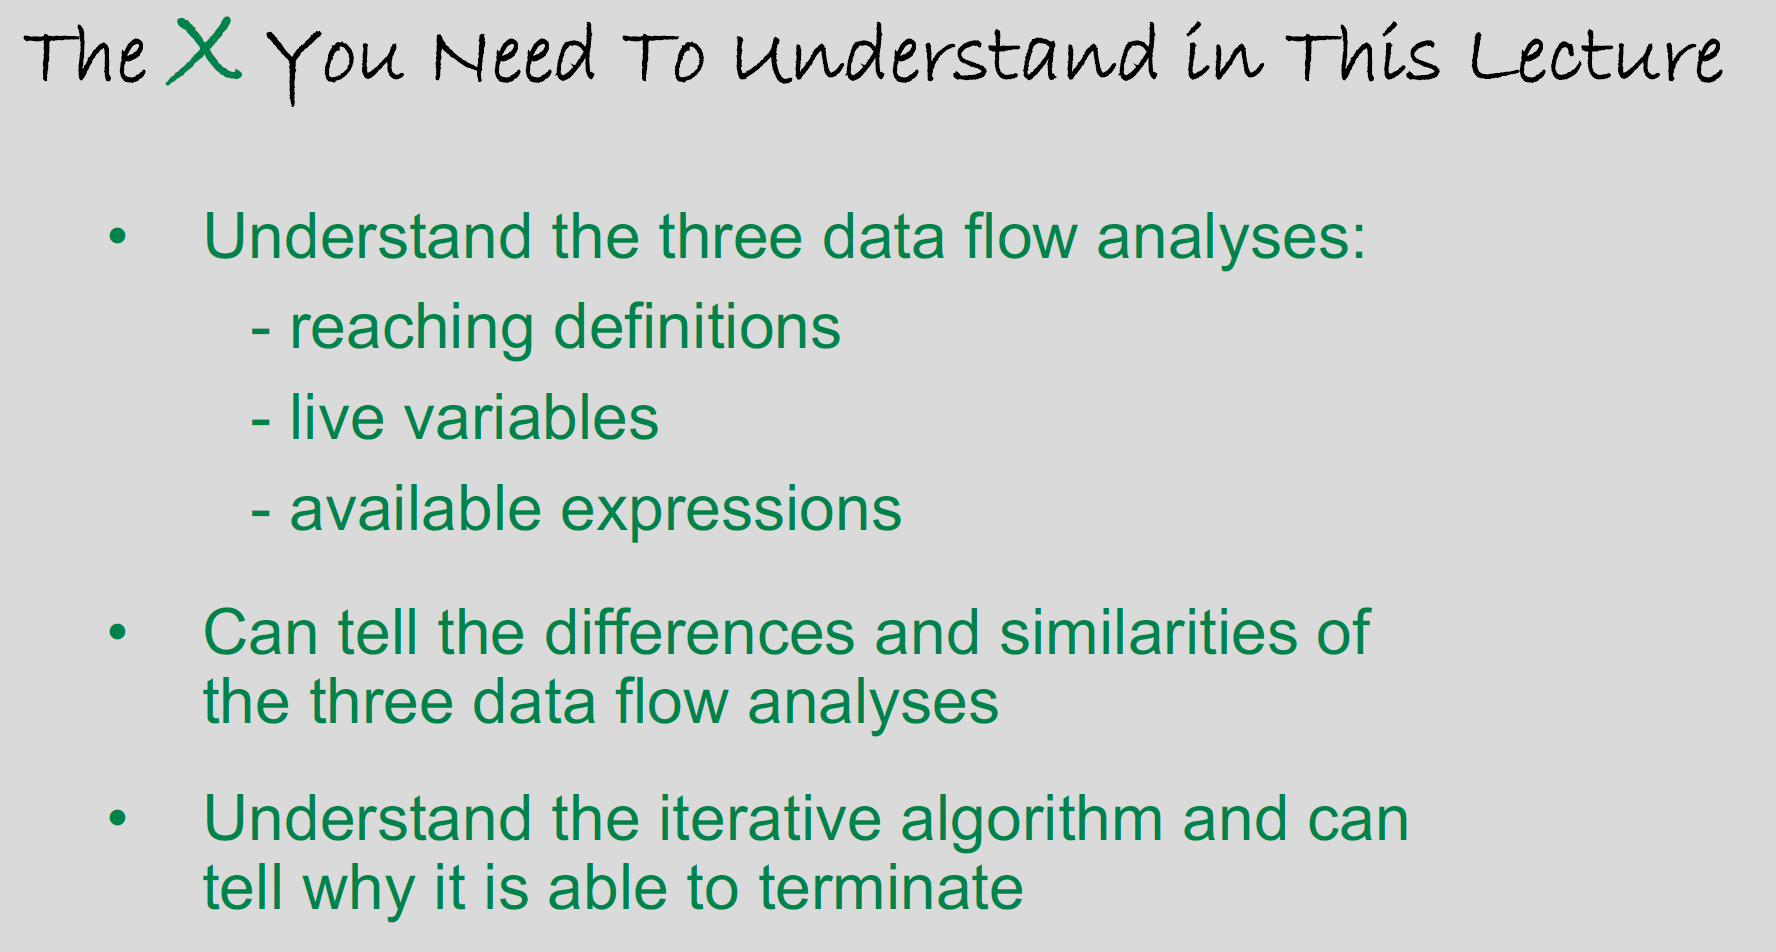 The X You Need To Understand in This Lecture
• Understand the three data flow analyses:
- reaching definitions
- live variables
- available expressions
• Can tell the differences and similarities of
the three data flow analyses
• Understand the iterative algorithm and can
tell why it is able to terminate